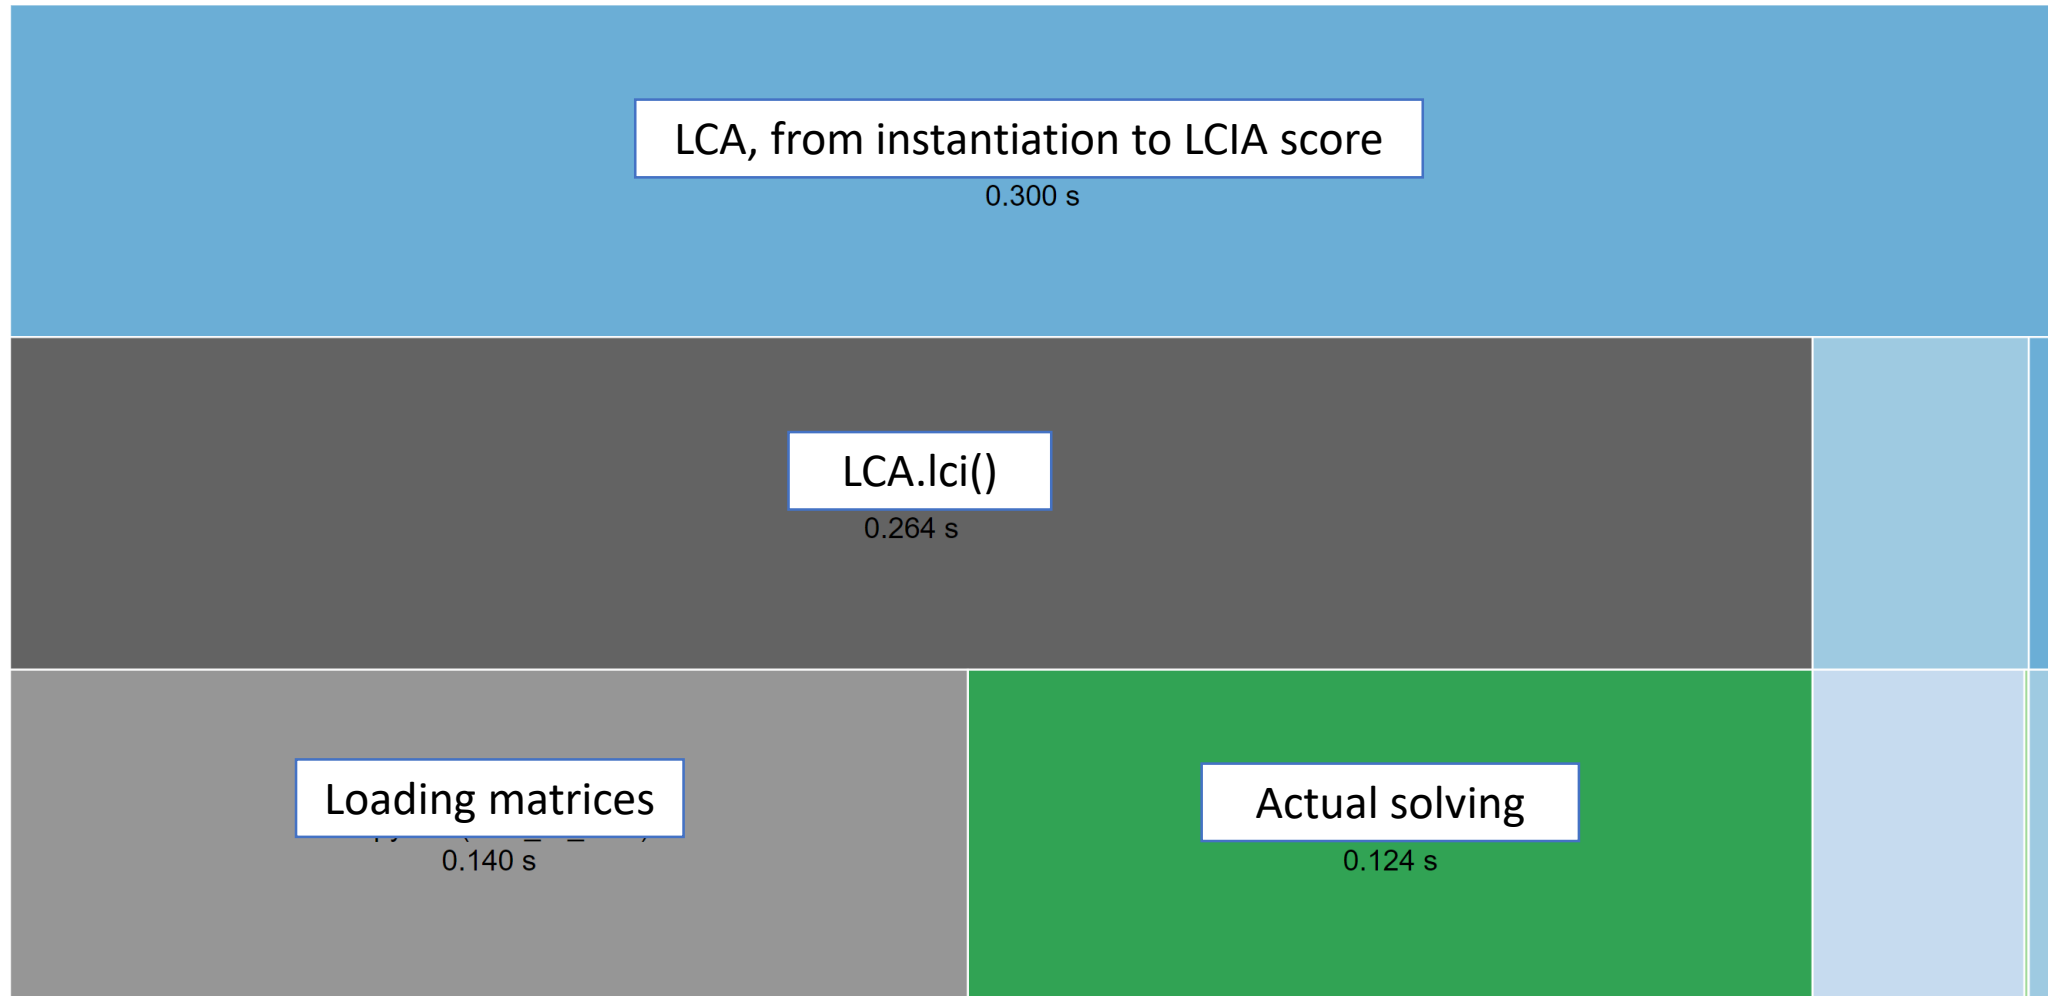 LCA, from instantiation to LCIA score
0.300 s
LCA.lci()
0.264 s
Loading matrices
0.140 s
Actual solving
0.124 s